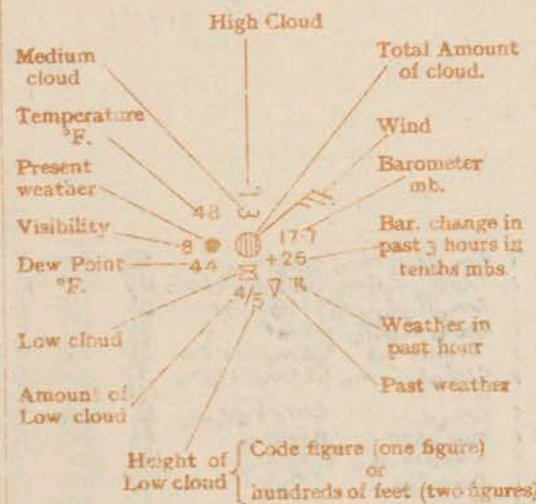 High Cloud
Medium
cloud
Total Amount
of cloud.
Temperature
°F.
Wind
Present
weather
Barometer
mb.
48
Visibility
8
17.7
Bar. change in
past 3 hours in
tenths mbs.
+26
Dew Point
°F.
44
4/5
Low cloud
Weather in
past hour
Amount of
Low cloud
Past weather
Height of
Low cloud
Code figure (one figure)
or
hundreds of feet (two figures)